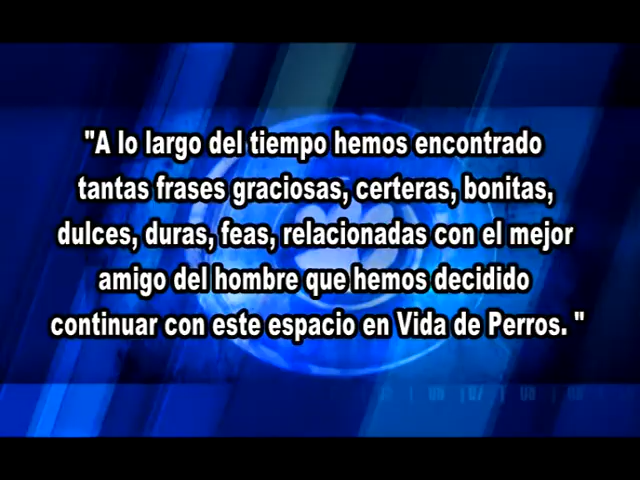 "A lo largo del tiempo hemos encontrado
tantas frases graciosas, certeras, bonitas,
dulces, duras, feas, relacionadas con el mejor
amigo del hombre que hemos decidido
continuar con este espacio en Vida de Perros. "